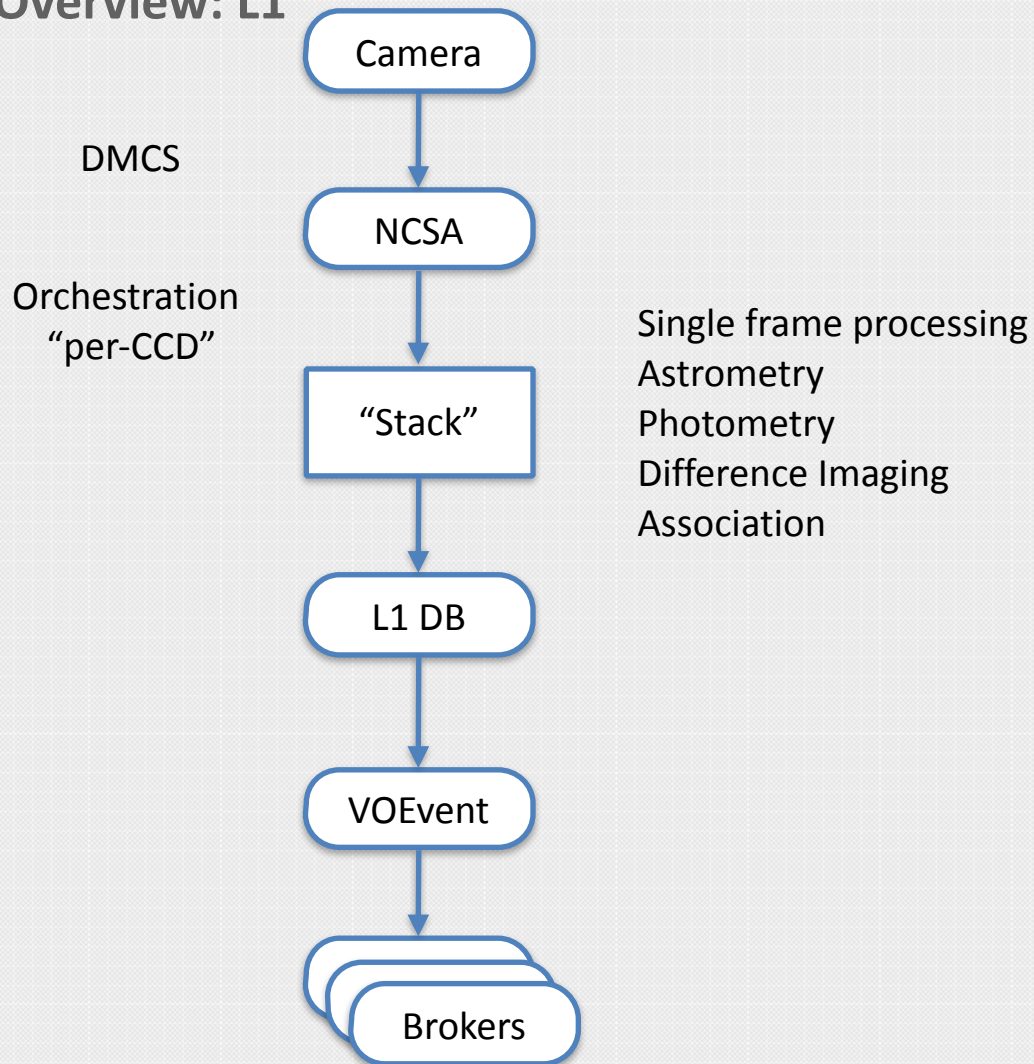 Overview: L1
Camera
DMCS
NCSA
Orchestration
“per-CCD”
“Stack”
Single frame processing
Astrometry
Photometry
Difference Imaging
Association
L1 DB
VOEvent
Brokers